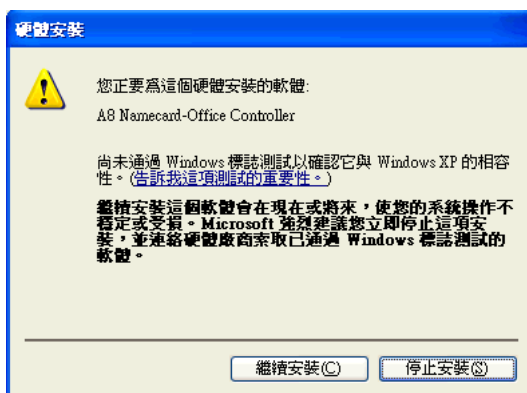 硬體安裝
您正要為這個硬體安裝的軟體:
A8 Namecard-Office Controller
尚未通過 Windows 標誌測試以確認它與 Windows XP 的相容
性。(告訴我這項測試的重要性。)
繼續安裝這個軟體會在現在或將來，使您的系統操作不
穩定或受損。Microsoft 強烈建議您立即停止這項安
裝，並連絡硬體廠商索取已通過 Windows 標誌測試的
軟體。
繼續安裝(C)
停止安裝(S)